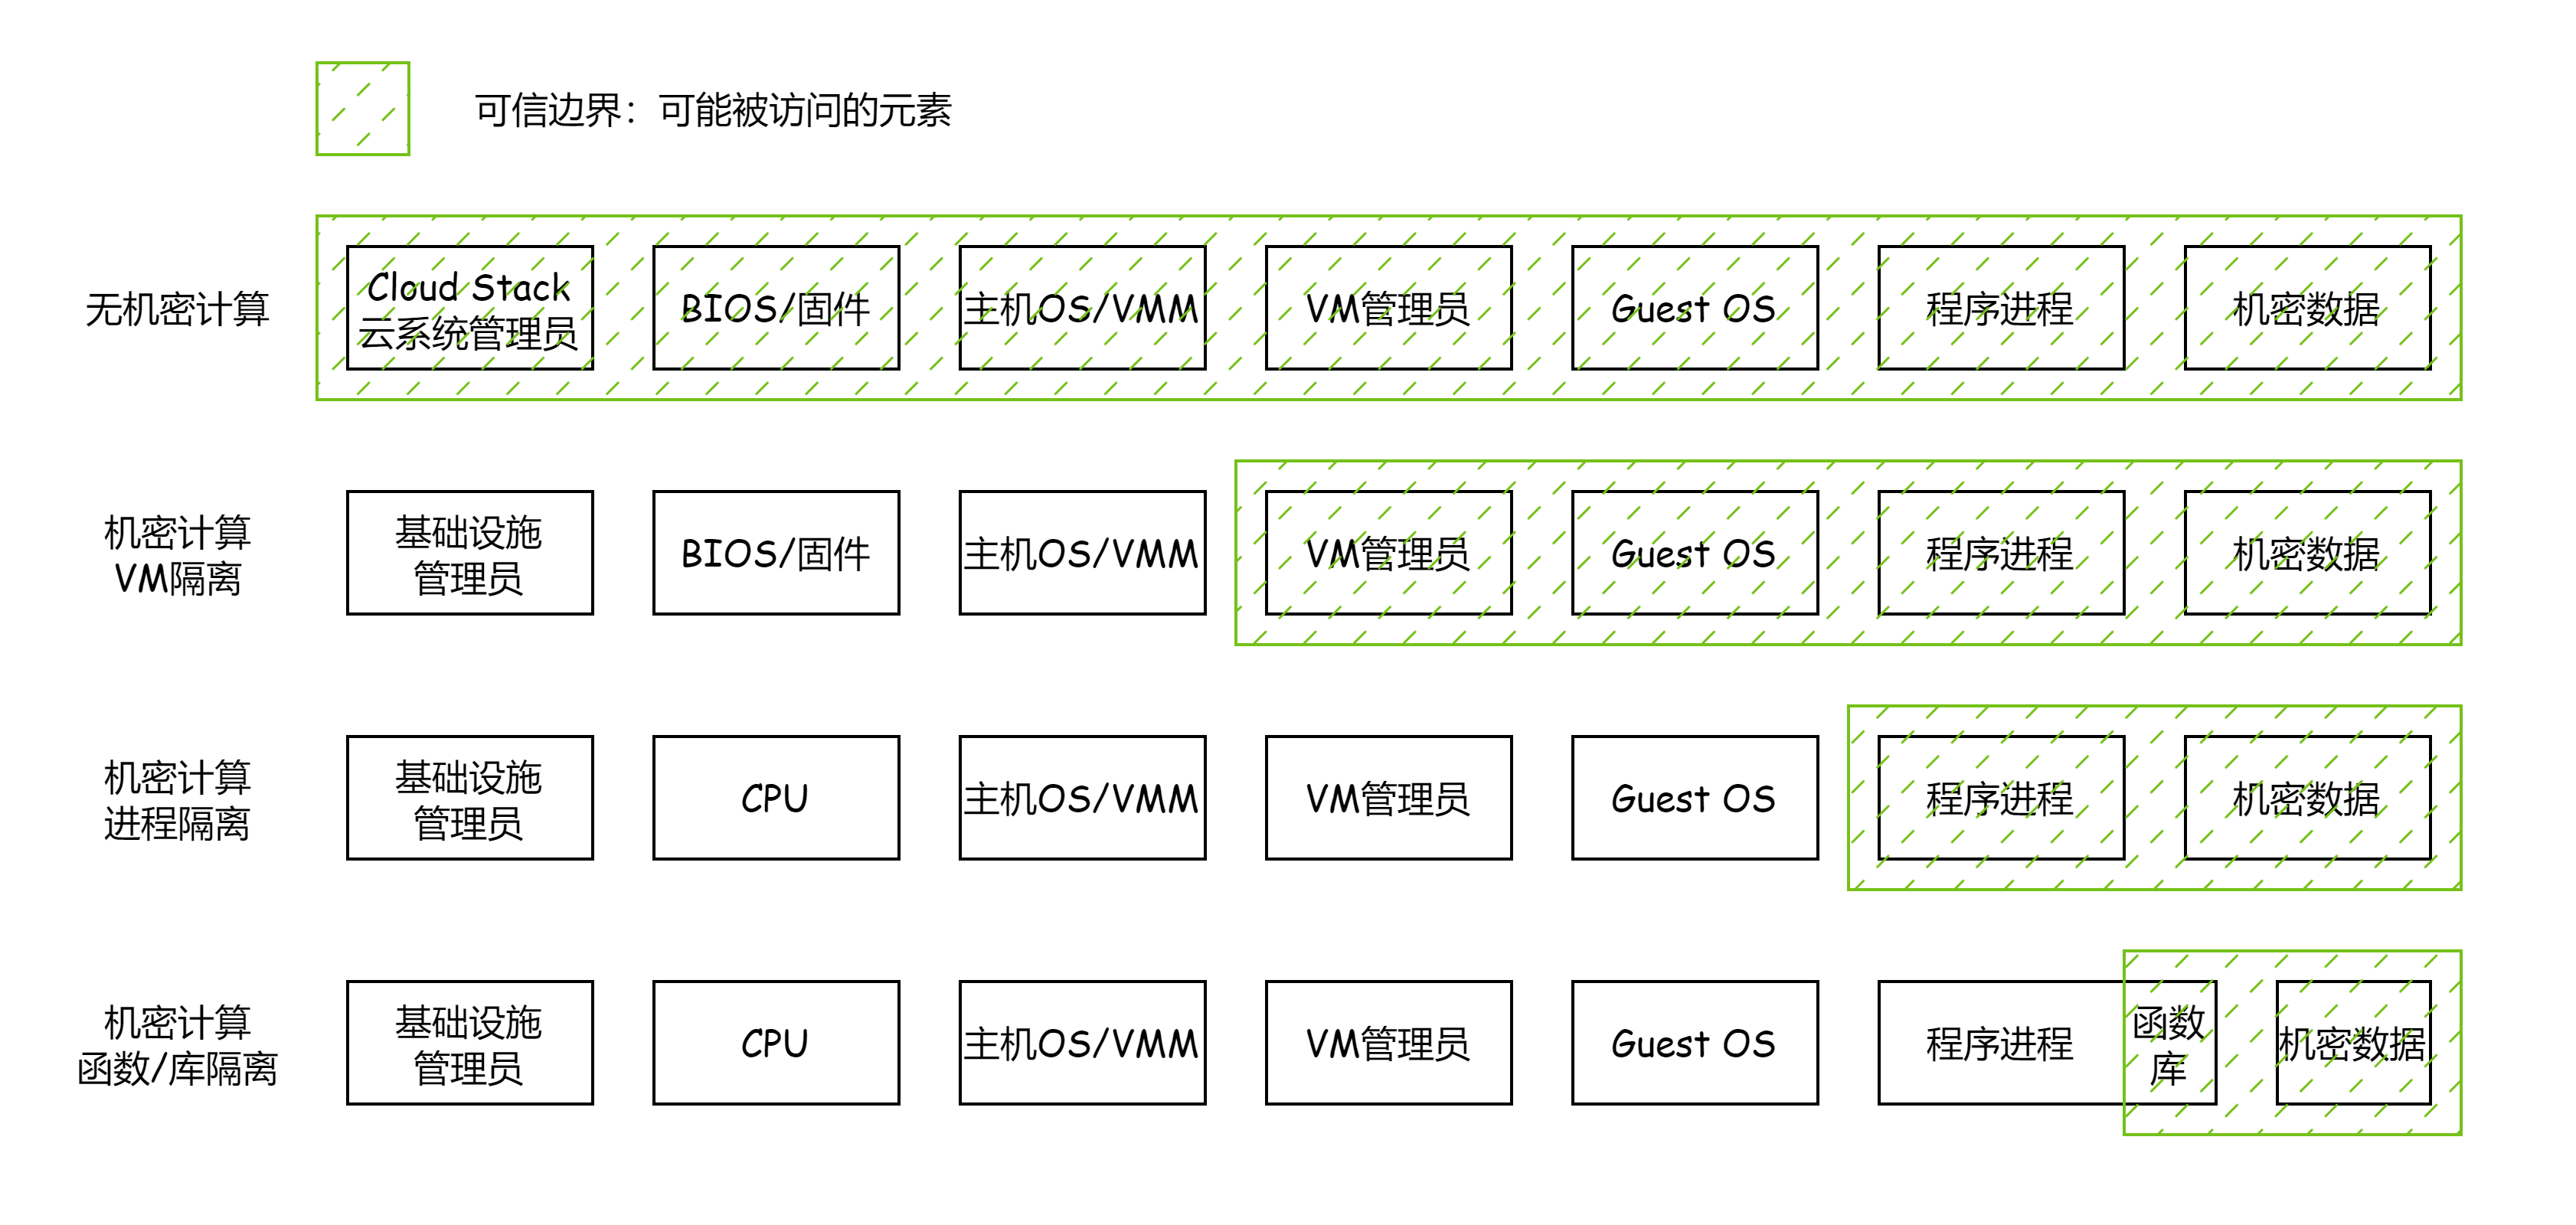 可信边界：可能被访问的元素
无机密计算
Cloud Stack
云系统管理员
BIOS/固件
主机OS/VMM
VM管理员
Guest OS
程序进程
机密数据
机密计算
VM隔离
基础设施
管理员
BIOS/固件
主机OS/VMM
VM管理员
Guest OS
程序进程
机密数据
机密计算
进程隔离
基础设施
管理员
CPU
主机OS/VMM
VM管理员
Guest OS
程序进程
机密数据
机密计算
函数/库隔离
基础设施
管理员
CPU
主机OS/VMM
VM管理员
Guest OS
程序进程
函数
库
机密数据